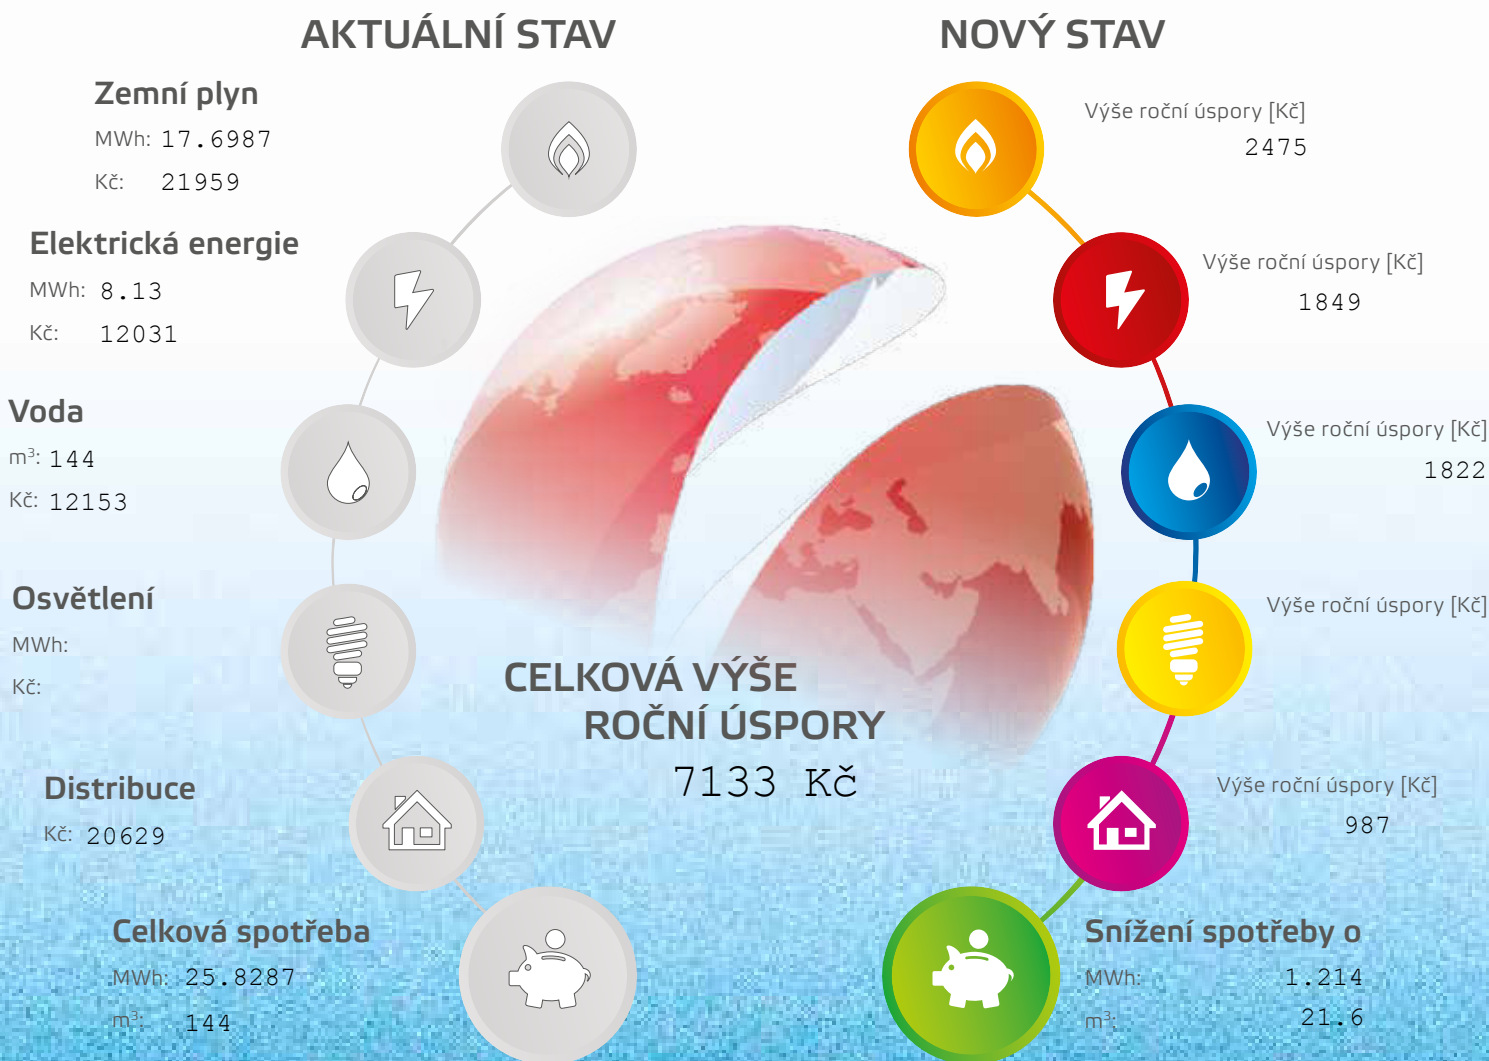 AKTUÁLNÍ STAV
Zemní plyn
MWh: 17.6987
Kč: 21959
Elektrická energie
MWh: 8.13
Kč: 12031
Voda
m³: 144
Kč: 12153
Osvětlení
MWh:
Kč:
Distribuce
Kč: 20629
Celková spotřeba
MWh: 25.8287
m³: 144
CELKOVÁ VÝŠE
ROČNÍ ÚSPORY
7133 Kč
NOVÝ STAV
Výše roční úspory [Kč]
2475
Výše roční úspory [Kč]
1849
Výše roční úspory [Kč]
1822
Výše roční úspory [Kč]
Výše roční úspory [Kč]
987
Snížení spotřeby o
MWh: 1.214
m³: 21.6